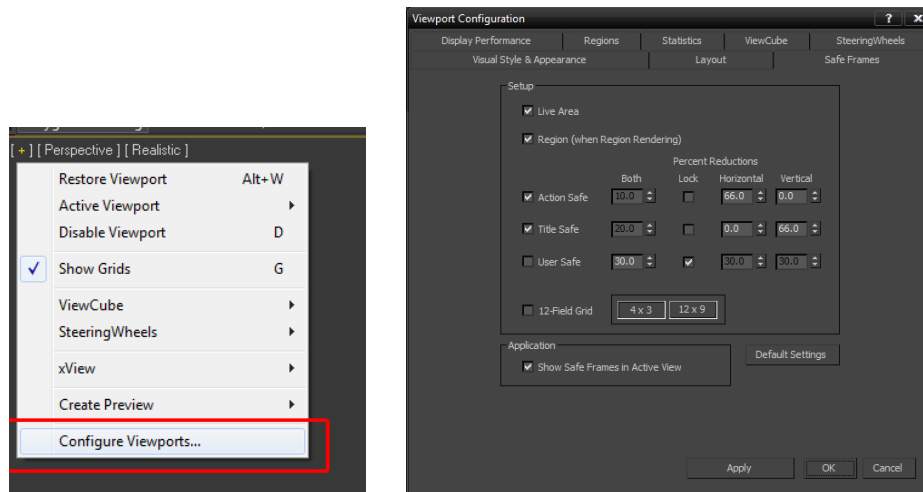 [ + ] [ Perspective ] [ Realistic ]
Restore Viewport Alt+W
Active Viewport
Disable Viewport D
Show Grids G
ViewCube
SteeringWheels
xView
Create Preview
Configure Viewports...
Viewport Configuration ? x
Display Performance Regions Statistics ViewCube SteeringWheels
Visual Style & Appearance Layout Safe Frames
Setup
Live Area
Region (when Region Rendering)
Percent Reductions
Both Lock Horizontal Vertical
Action Safe 10.0 66.0 0.0
Title Safe 20.0 0.0 66.0
User Safe 30.0 30.0 30.0
12-Field Grid 4 x 3 12 x 9
Application
Show Safe Frames in Active View
Default Settings
Apply OK Cancel